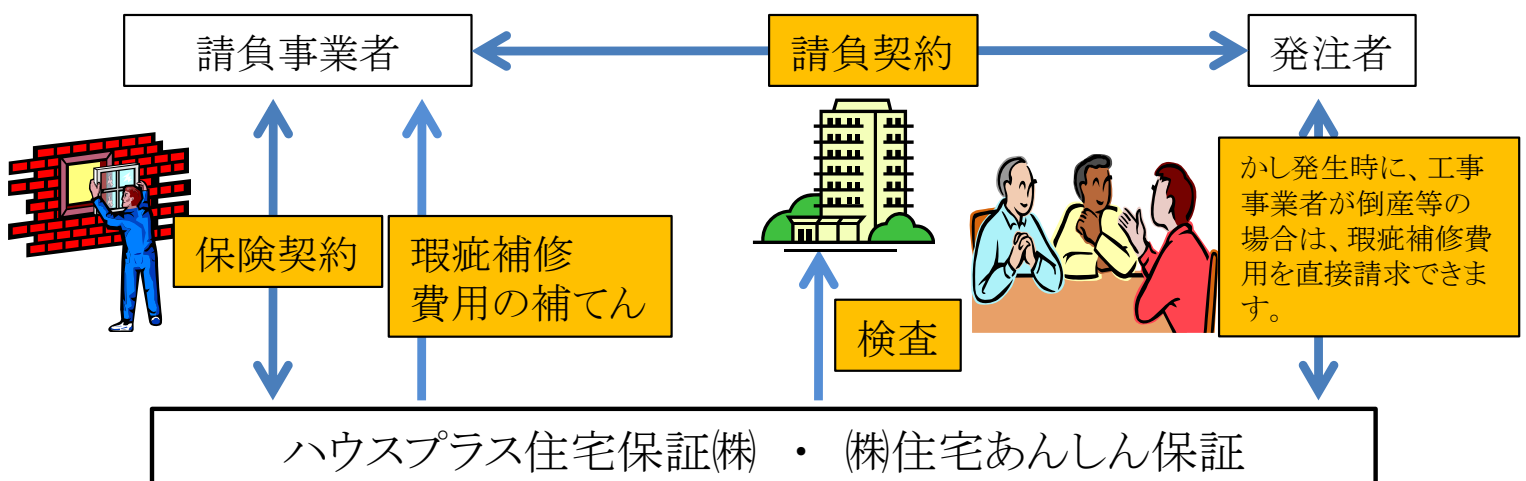 請負事業者
請負契約
発注者
保険契約
瑕疵補修
費用の補てん
検査
かし発生時に、工事
事業者が倒産等の
場合は、瑕疵補修費
用を直接請求できま
す。
ハウスプラス住宅保証㈱ ・ ㈱住宅あんしん保証